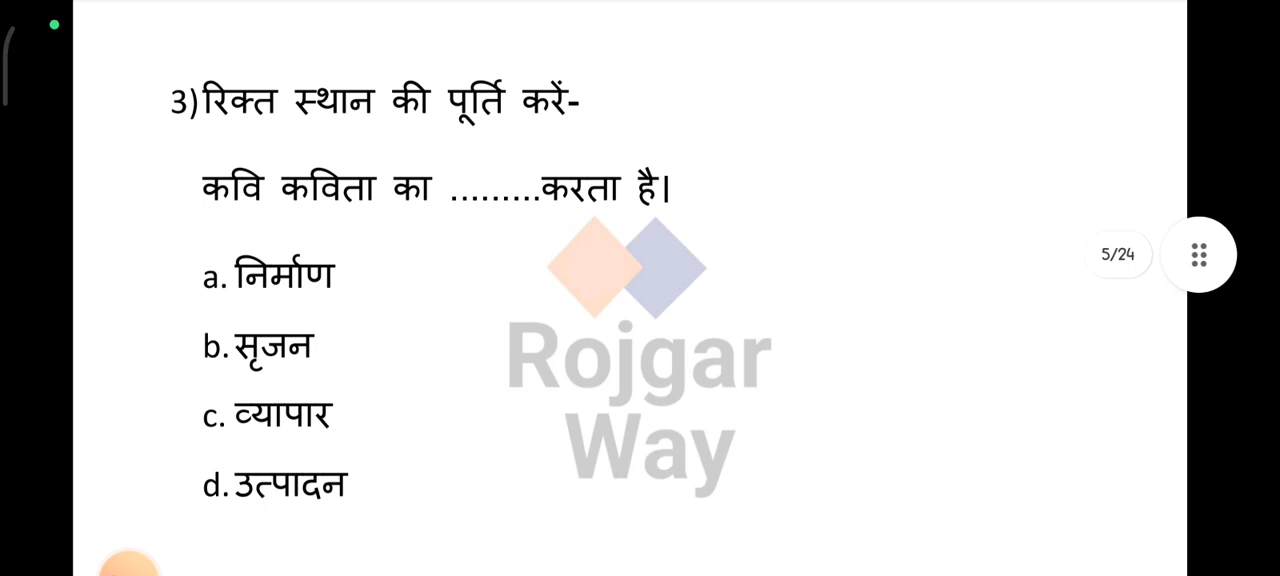 3)रिक्त स्थान की पूर्ति करें-
कवि कविता का .........करता है।
5/24
a. निर्माण
b. सृजन
c. व्यापार
d. उत्पादन
Rojgar
Way